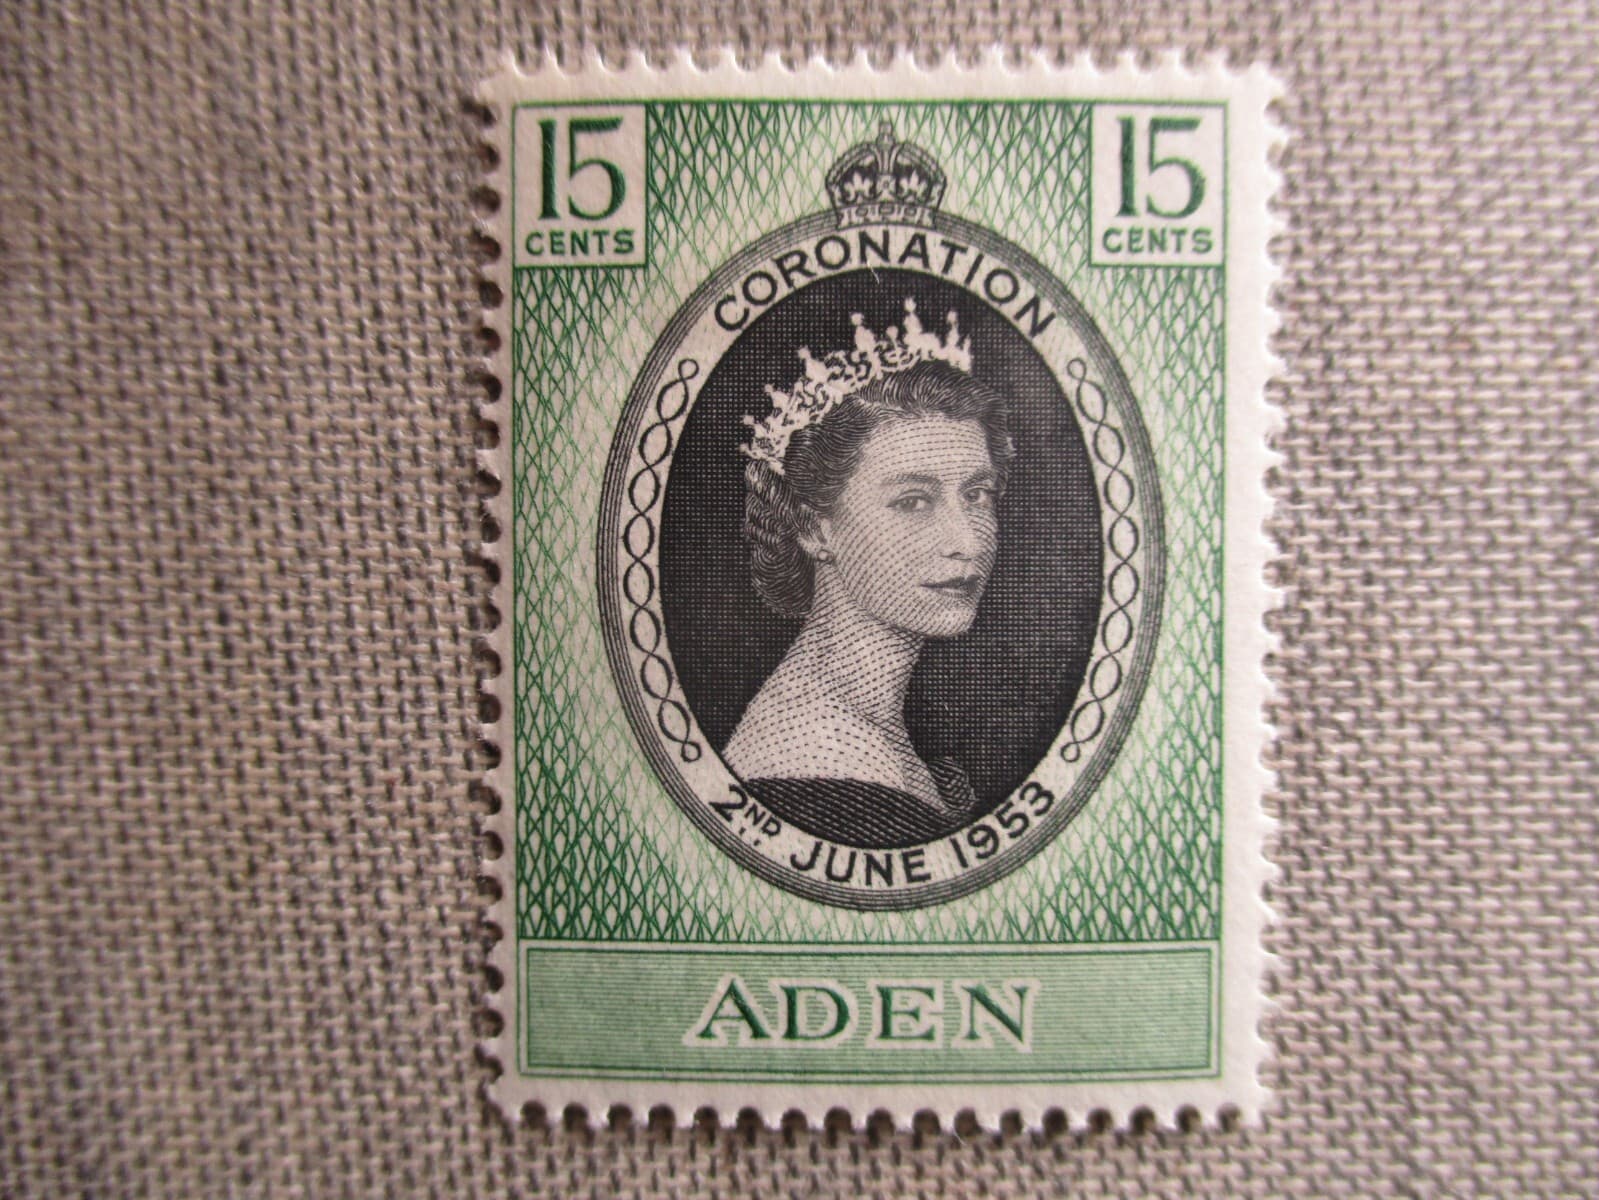 15 15
CENTS CENTS
CORONATION
2ND. JUNE 1953
ADEN